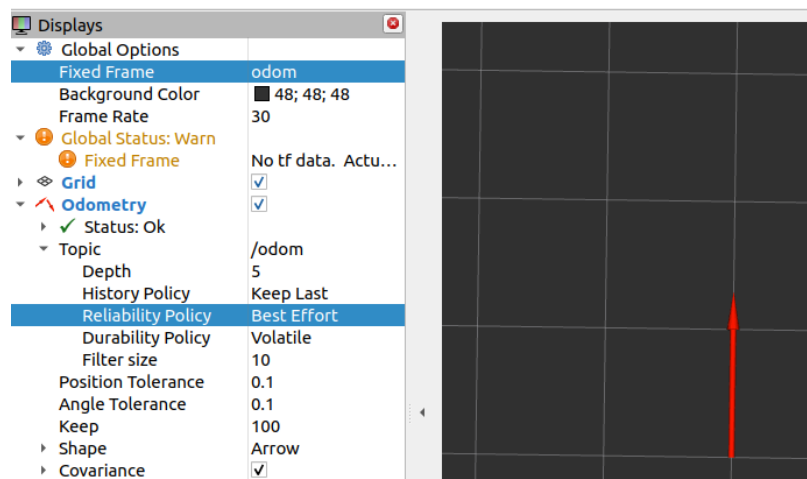 Displays
Global Options
Fixed Frame odom
Background Color 48; 48; 48
Frame Rate 30
Global Status: Warn
Fixed Frame No tf data. Actu...
Grid
Odometry
Status: Ok
Topic /odom
Depth 5
History Policy Keep Last
Reliability Policy Best Effort
Durability Policy Volatile
Filter size 10
Position Tolerance 0.1
Angle Tolerance 0.1
Keep 100
Shape Arrow
Covariance